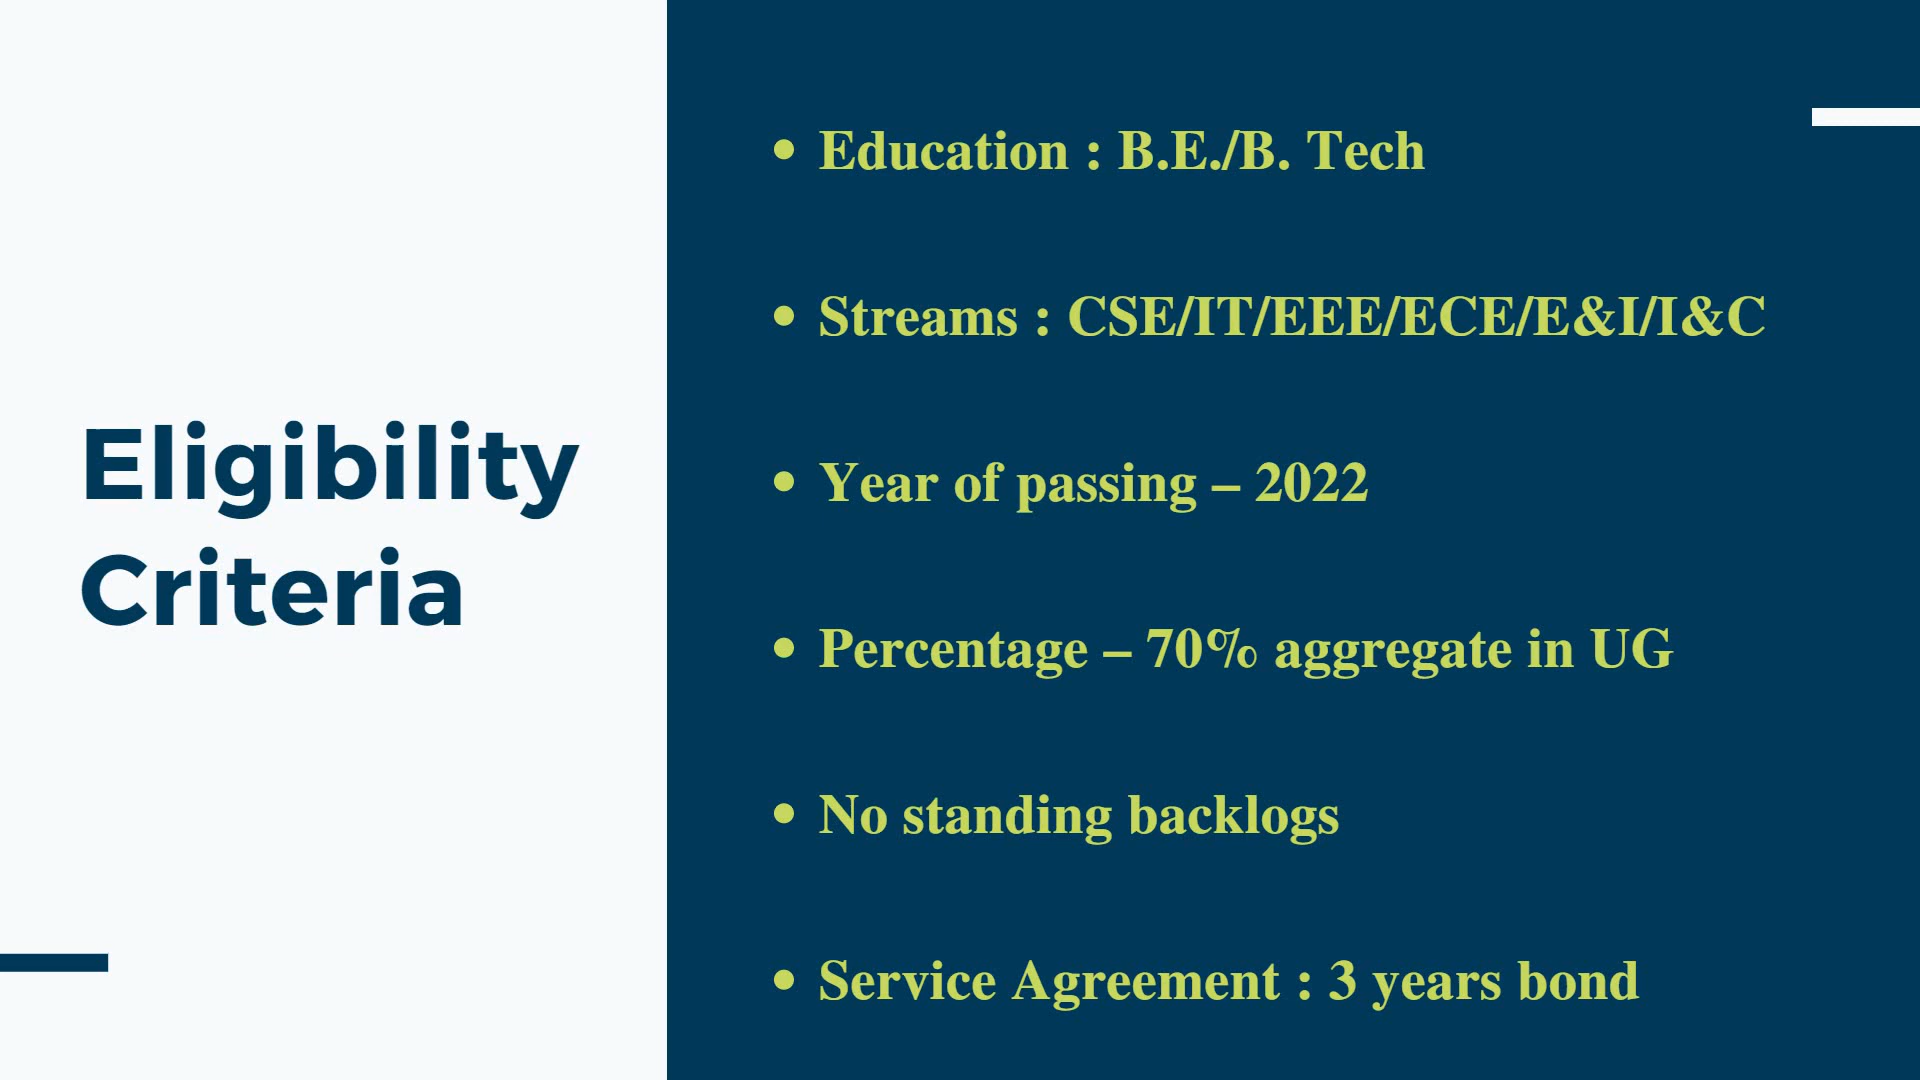 Eligibility
Criteria
• Education : B.E./B. Tech
• Streams : CSE/IT/EEE/ECE/E&I/I&C
• Year of passing – 2022
• Percentage – 70% aggregate in UG
• No standing backlogs
• Service Agreement : 3 years bond